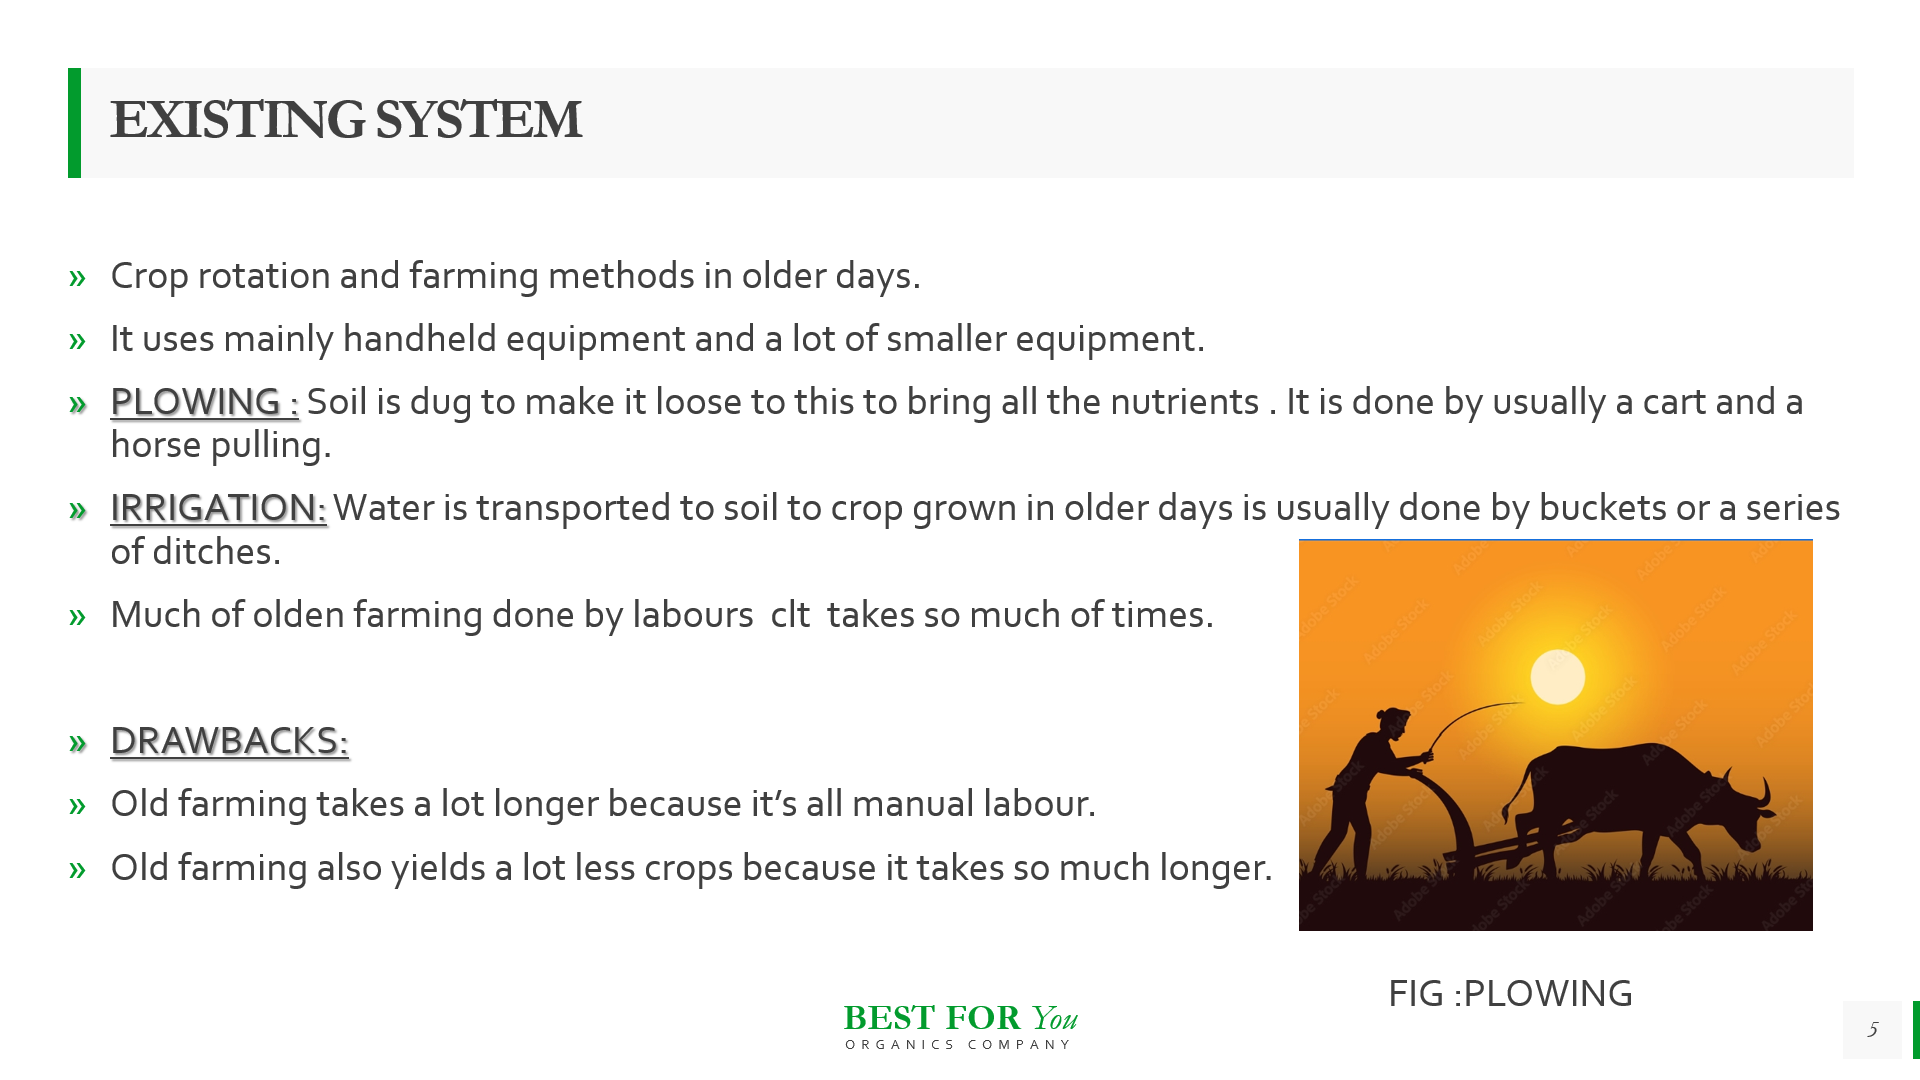 EXISTING SYSTEM
» Crop rotation and farming methods in older days.
» It uses mainly handheld equipment and a lot of smaller equipment.
» PLOWING : Soil is dug to make it loose to this to bring all the nutrients . It is done by usually a cart and a
horse pulling.
» IRRIGATION: Water is transported to soil to crop grown in older days is usually done by buckets or a series
of ditches.
» Much of olden farming done by labours  clt  takes so much of times.
» DRAWBACKS:
» Old farming takes a lot longer because it’s all manual labour.
» Old farming also yields a lot less crops because it takes so much longer.
Adobe Stock
FIG :PLOWING
BEST FOR You
ORGANICS COMPANY
5